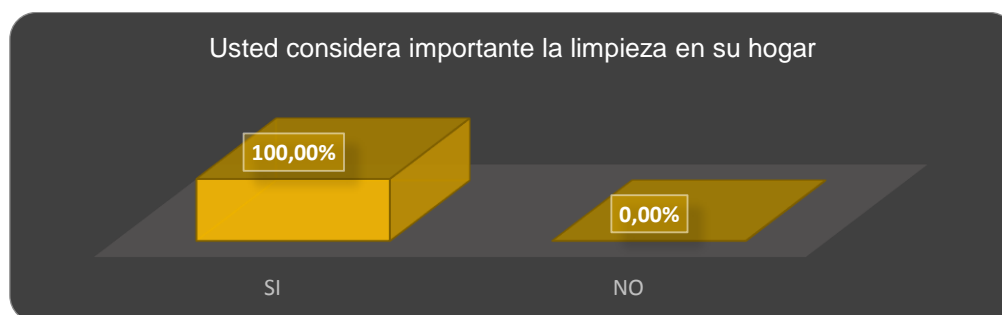 Usted considera importante la limpieza en su hogar
100,00%
0,00%
SI
NO